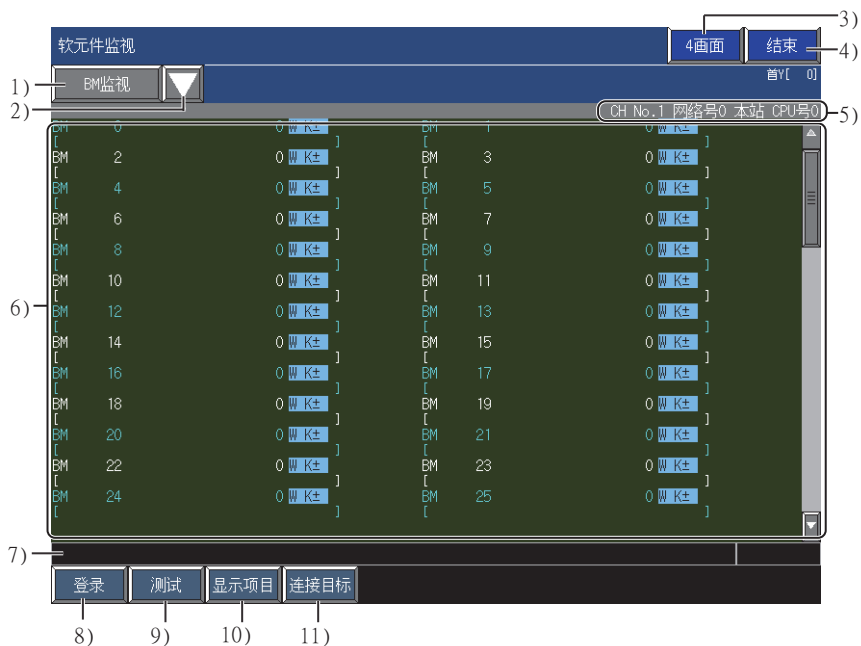 3)
软元件监视 4画面 结束 4)
1) BM监视 首Y[ 0]
2) CH No.1 网络号0 本站 CPU号0 5)
BM 0 0 W K± BM 1 0 W K±
[ ] [ ]
BM 2 0 W K± BM 3 0 W K±
[ ] [ ]
BM 4 0 W K± BM 5 0 W K±
[ ] [ ]
BM 6 0 W K± BM 7 0 W K±
[ ] [ ]
BM 8 0 W K± BM 9 0 W K±
[ ] [ ]
BM 10 0 W K± BM 11 0 W K±
[ ] [ ]
6) BM 12 0 W K± BM 13 0 W K±
[ ] [ ]
BM 14 0 W K± BM 15 0 W K±
[ ] [ ]
BM 16 0 W K± BM 17 0 W K±
[ ] [ ]
BM 18 0 W K± BM 19 0 W K±
[ ] [ ]
BM 20 0 W K± BM 21 0 W K±
[ ] [ ]
BM 22 0 W K± BM 23 0 W K±
[ ] [ ]
BM 24 0 W K± BM 25 0 W K±
[ ] [ ]
7)
登录 测试 显示项目 连接目标
8) 9) 10) 11)